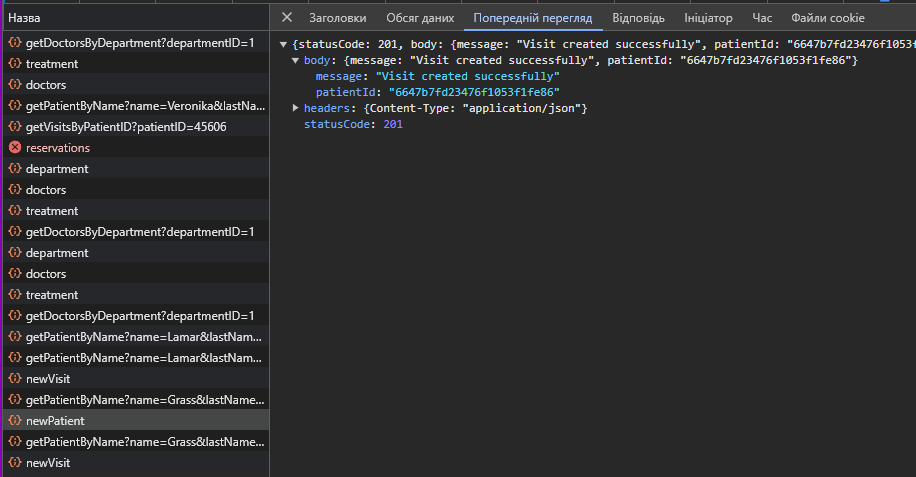 Назва
getDoctorsByDepartment?departmentID=1
treatment
doctors
getPatientByName?name=Veronika&lastNa...
getVisitsByPatientID?patientID=45606
reservations
department
doctors
treatment
getDoctorsByDepartment?departmentID=1
department
doctors
treatment
getDoctorsByDepartment?departmentID=1
getPatientByName?name=Lamar&lastNam...
getPatientByName?name=Lamar&lastNam...
newVisit
getPatientByName?name=Grass&lastName...
newPatient
getPatientByName?name=Grass&lastName...
newVisit
Заголовки Обсяг даних Попередній перегляд Відповідь Ініціатор Час Файли cookie
{statusCode: 201, body: {message: "Visit created successfully", patientId: "6647b7fd23476f1053f
body: {message: "Visit created successfully", patientId: "6647b7fd23476f1053f1fe86"}
message: "Visit created successfully"
patientId: "6647b7fd23476f1053f1fe86"
headers: {Content-Type: "application/json"}
statusCode: 201